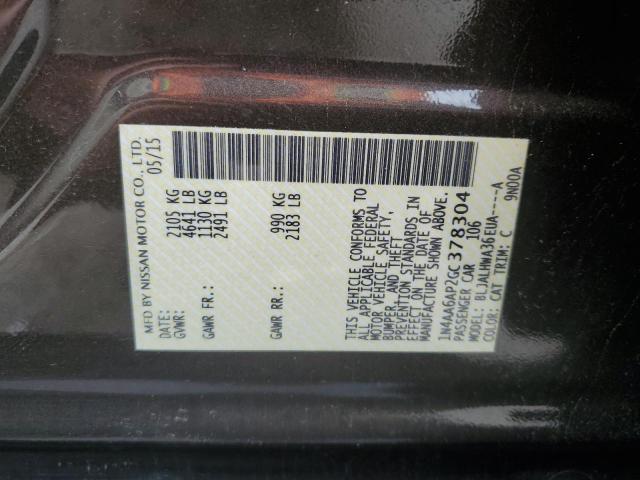 MFD BY NISSAN MOTOR CO., LTD.
DATE: 05/15
GVWR: 2105 KG
4641 LB
GAWR FR: 1130 KG
2491 LB
GAWR RR: 990 KG
2183 LB
THIS VEHICLE CONFORMS TO
ALL APPLICABLE FEDERAL
MOTOR VEHICLE SAFETY,
BUMPER, AND THEFT
PREVENTION STANDARDS IN
EFFECT ON THE DATE OF
MANUFACTURE SHOWN ABOVE.
1N4AA6AP2GC378304
PASSENGER CAR 106
MODEL: BLJALHWA36EUA----A
COLOR: CAT TRIM: C 9N00A